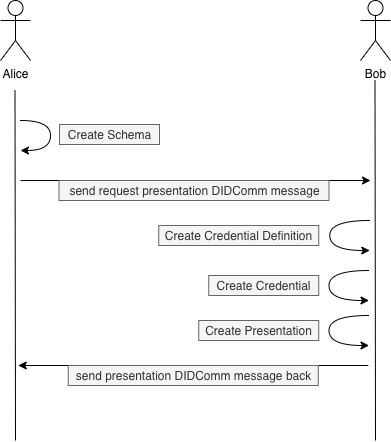 Alice
Bob
Create Schema
send request presentation DIDComm message
Create Credential Definition
Create Credential
Create Presentation
send presentation DIDComm message back